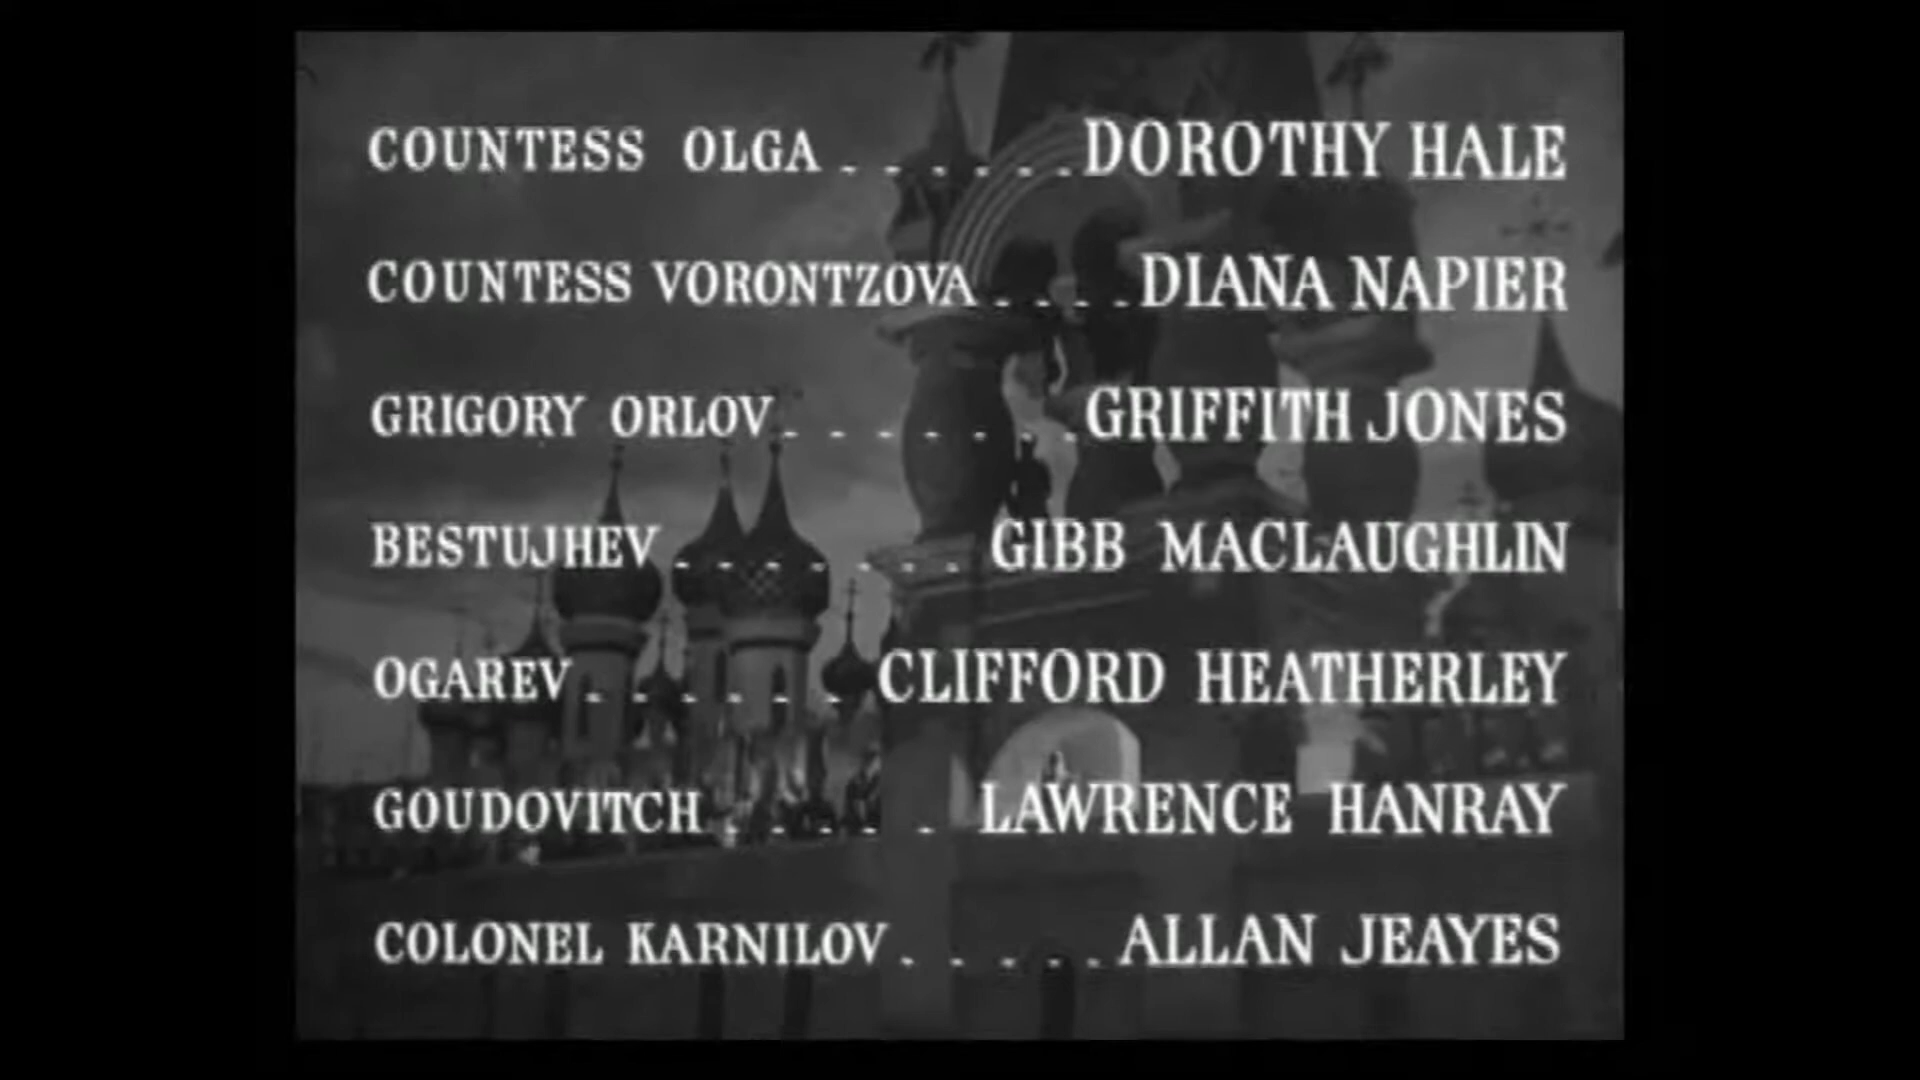 COUNTESS OLGA . . . . . . DOROTHY HALE
COUNTESS VORONTZOVA . . . . DIANA NAPIER
GRIGORY ORLOV . . . . . . . GRIFFITH JONES
BESTUJHEV . . . . . . . GIBB MACLAUGHLIN
OGAREV . . . . . . CLIFFORD HEATHERLEY
GOUDOVITCH . . . . . LAWRENCE HANRAY
COLONEL KARNILOV . . . . . ALLAN JEAYES